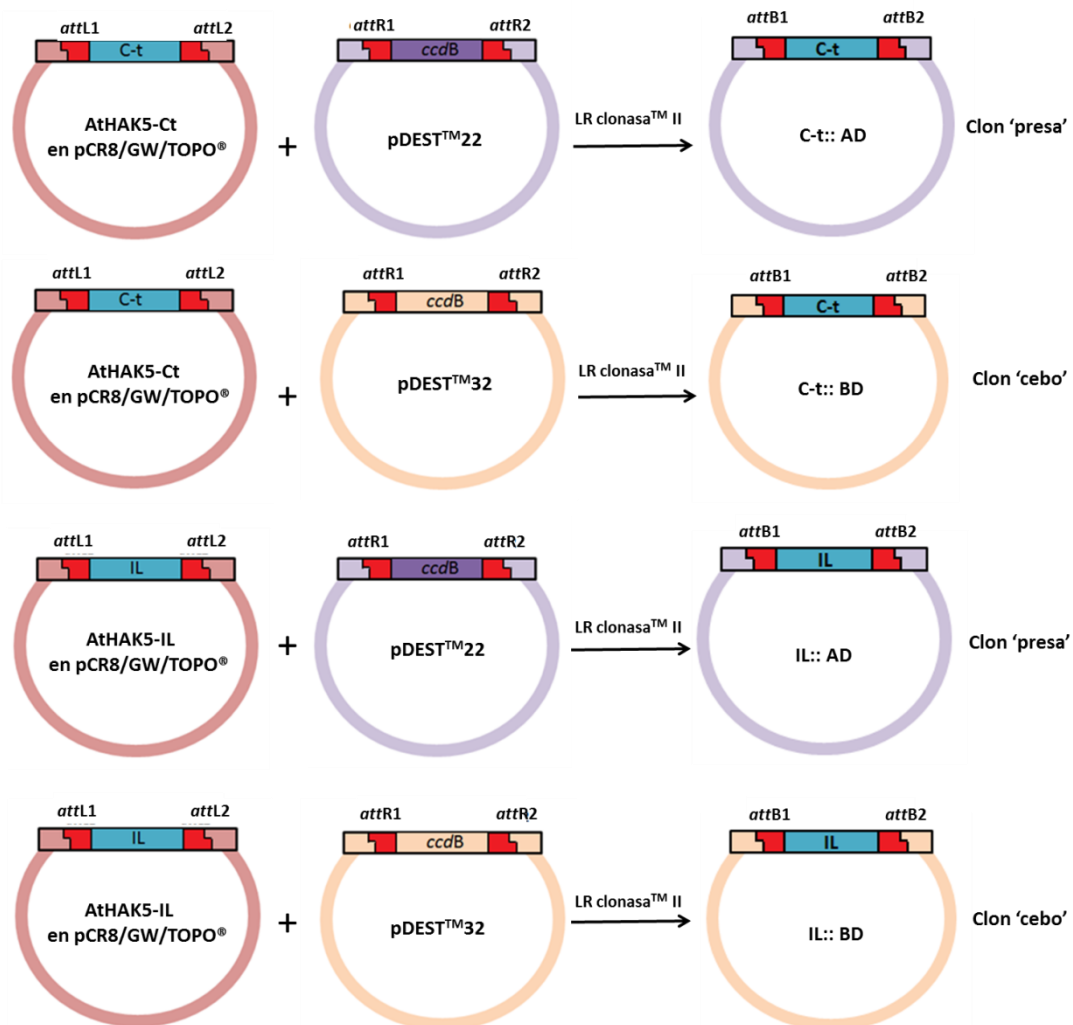 attL1 attL2 attR1 attR2 attB1 attB2
C-t ccdB C-t
AtHAK5-Ct
en pCR8/GW/TOPO®
+
pDEST™22
LR clonasa™ II
C-t:: AD
Clon 'presa'
attL1 attL2 attR1 attR2 attB1 attB2
C-t ccdB C-t
AtHAK5-Ct
en pCR8/GW/TOPO®
+
pDEST™32
LR clonasa™ II
C-t:: BD
Clon 'cebo'
attL1 attL2 attR1 attR2 attB1 attB2
IL ccdB IL
AtHAK5-IL
en pCR8/GW/TOPO®
+
pDEST™22
LR clonasa™ II
IL:: AD
Clon 'presa'
attL1 attL2 attR1 attR2 attB1 attB2
IL ccdB IL
AtHAK5-IL
en pCR8/GW/TOPO®
+
pDEST™32
LR clonasa™ II
IL:: BD
Clon 'cebo'